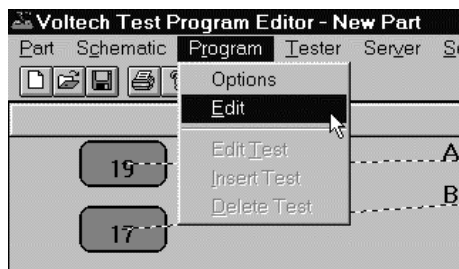 Voltech Test Program Editor - New Part
Part Schematic Program Tester Server
Options
Edit
Edit Test
Insert Test
Delete Test
19
A
B
17